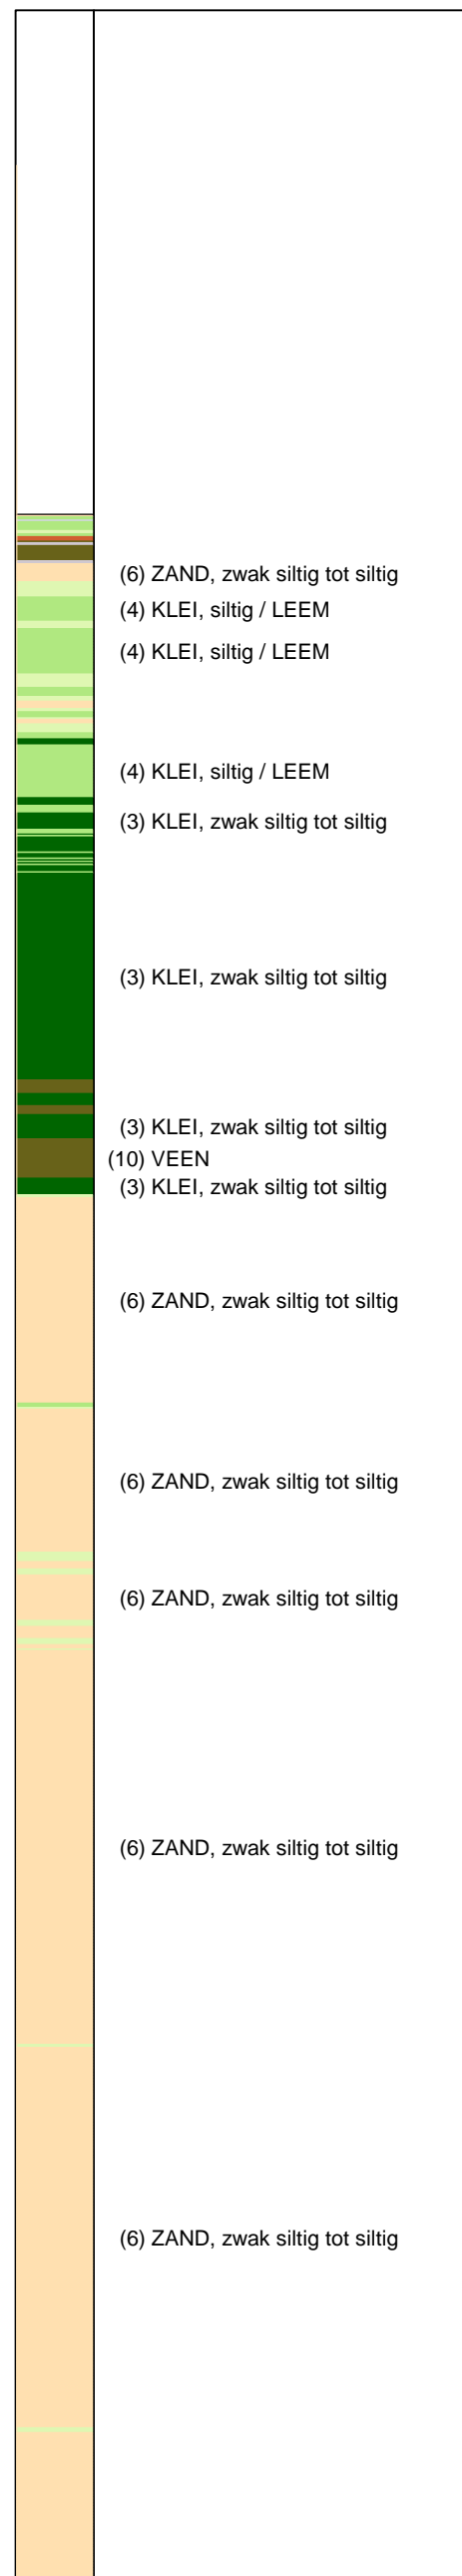 (6) ZAND, zwak siltig tot siltig
(4) KLEI, siltig / LEEM
(4) KLEI, siltig / LEEM
(4) KLEI, siltig / LEEM
(3) KLEI, zwak siltig tot siltig
(3) KLEI, zwak siltig tot siltig
(3) KLEI, zwak siltig tot siltig
(10) VEEN
(3) KLEI, zwak siltig tot siltig
(6) ZAND, zwak siltig tot siltig
(6) ZAND, zwak siltig tot siltig
(6) ZAND, zwak siltig tot siltig
(6) ZAND, zwak siltig tot siltig
(6) ZAND, zwak siltig tot siltig